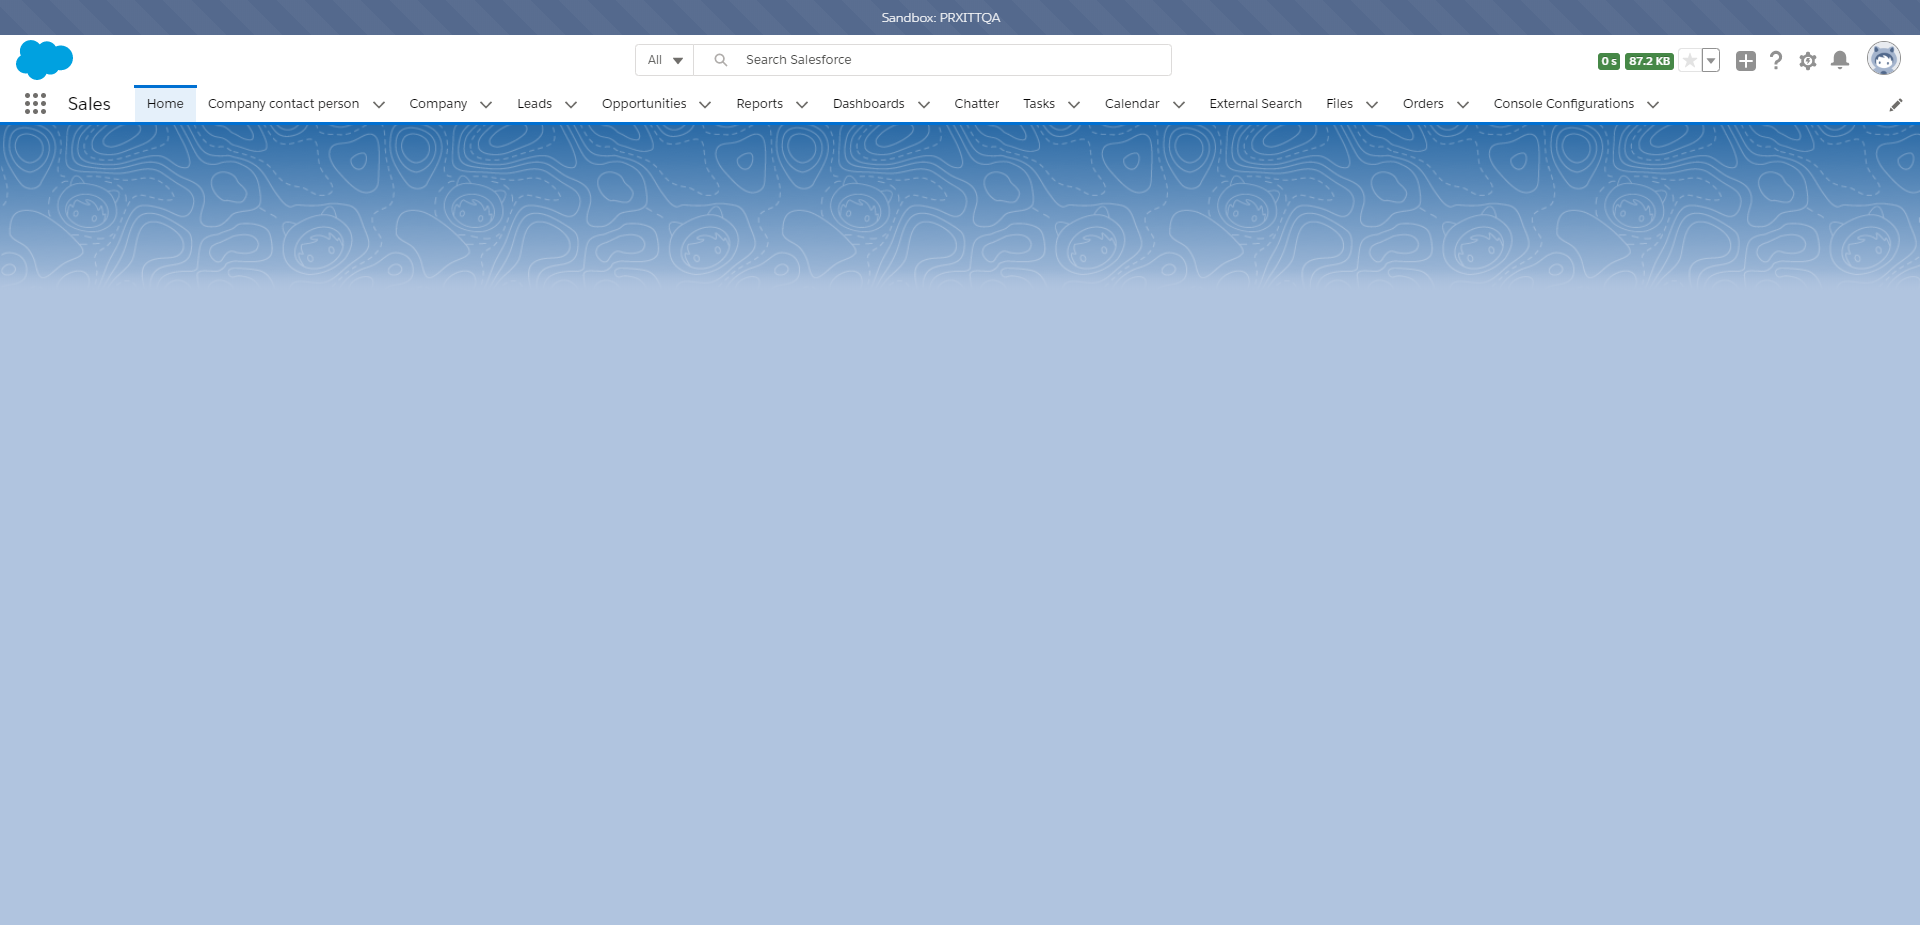 Sandbox: PRXITTQA
All
Search Salesforce
0 s
87.2 KB
Sales
Home
Company contact person
Company
Leads
Opportunities
Reports
Dashboards
Chatter
Tasks
Calendar
External Search
Files
Orders
Console Configurations